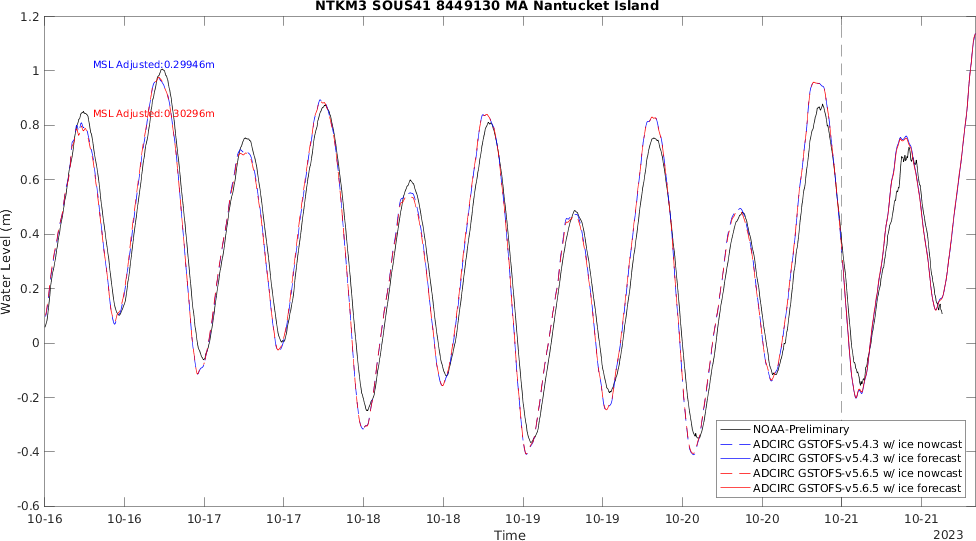 NTKM3 SOUS41 8449130 MA Nantucket Island
1.2
1
0.8
0.6
0.4
0.2
0
-0.2
-0.4
-0.6
Water Level (m)
MSL Adjusted:0.29946m
MSL Adjusted:0.30296m
NOAA-Preliminary
ADCIRC GSTOFS-v5.4.3 w/ ice nowcast
ADCIRC GSTOFS-v5.4.3 w/ ice forecast
ADCIRC GSTOFS-v5.6.5 w/ ice nowcast
ADCIRC GSTOFS-v5.6.5 w/ ice forecast
10-16 10-16 10-17 10-17 10-18 10-18 10-19 10-19 10-20 10-20 10-21 10-21
Time
2023